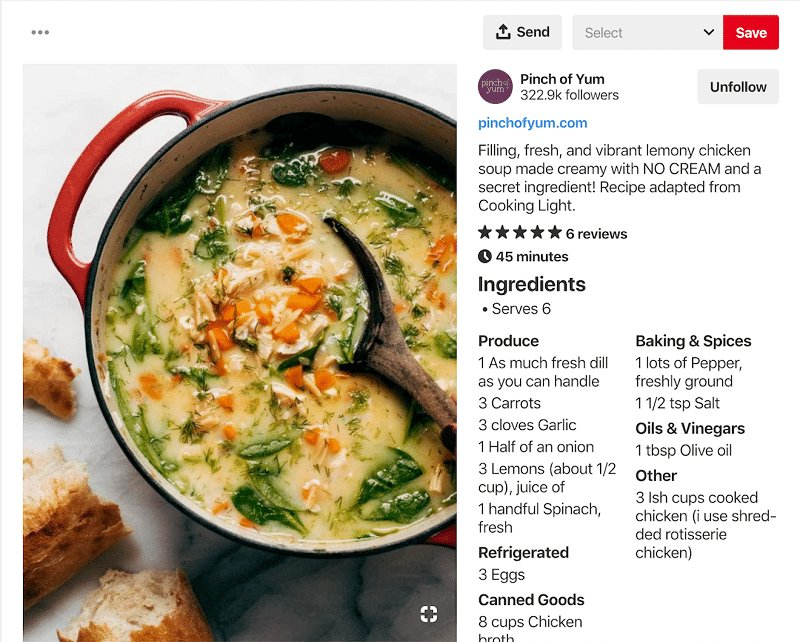 Send
Select
Save
pinch of
yum
Pinch of Yum
322.9k followers
Unfollow
pinchofyum.com
Filling, fresh, and vibrant lemony chicken
soup made creamy with NO CREAM and a
secret ingredient! Recipe adapted from
Cooking Light.
6 reviews
45 minutes
Ingredients
• Serves 6
Produce
1 As much fresh dill
as you can handle
3 Carrots
3 cloves Garlic
1 Half of an onion
3 Lemons (about 1/2
cup), juice of
1 handful Spinach,
fresh
Refrigerated
3 Eggs
Canned Goods
8 cups Chicken
broth
Baking & Spices
1 lots of Pepper,
freshly ground
1 1/2 tsp Salt
Oils & Vinegars
1 tbsp Olive oil
Other
3 Ish cups cooked
chicken (i use shred-
ded rotisserie
chicken)